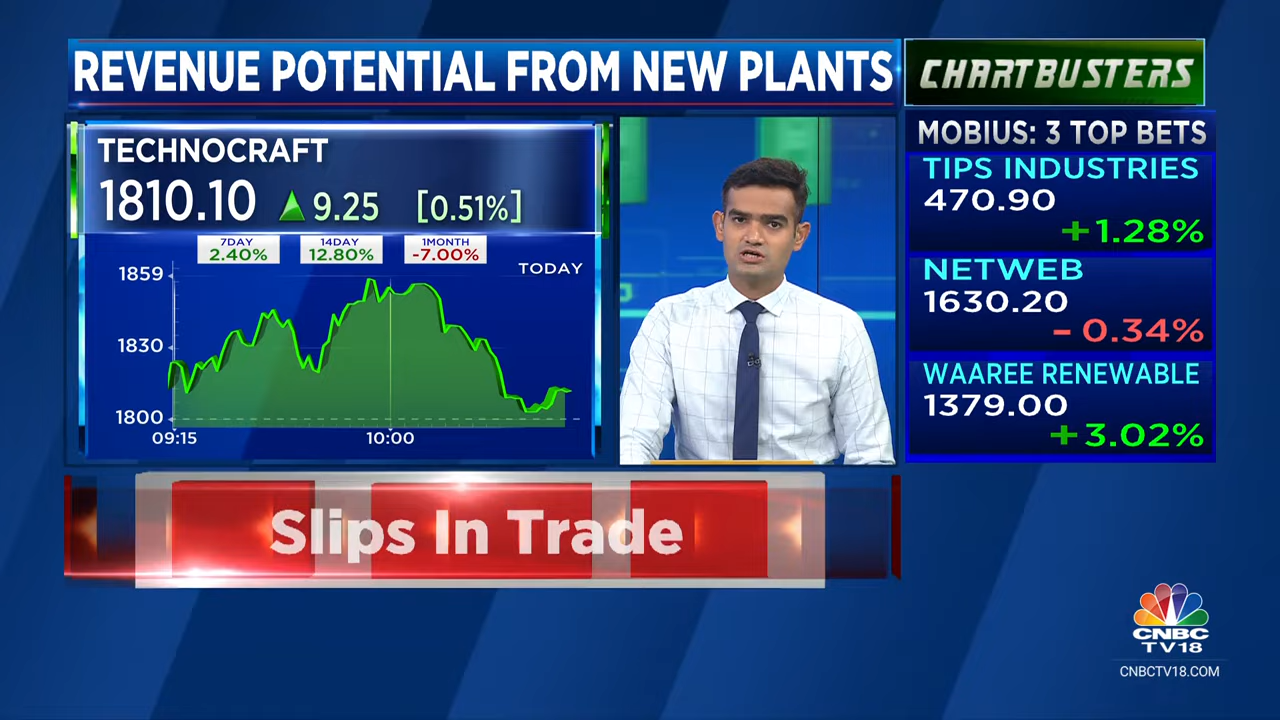 REVENUE POTENTIAL FROM NEW PLANTS
CHARTBUSTERS
TECHNOCRAFT
1810.10 ▲ 9.25 [0.51%]
7DAY
2.40%
14DAY
12.80%
1MONTH
-7.00%
TODAY
1859
1830
1800
09:15
10:00
MOBIUS: 3 TOP BETS
TIPS INDUSTRIES
470.90
+1.28%
NETWEB
1630.20
- 0.34%
WAAREE RENEWABLE
1379.00
+3.02%
Slips In Trade
CNBC
TV18
CNBCTV18.COM